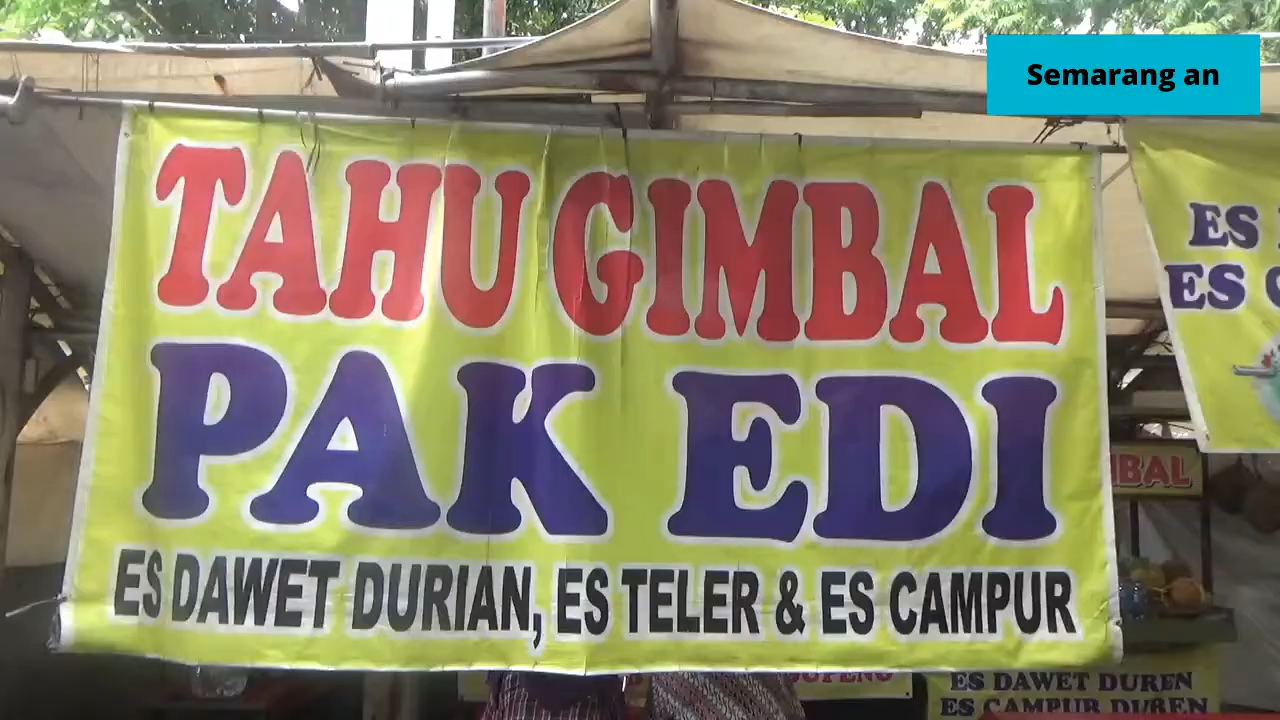 Semarang an
TAHU GIMBAL
PAK EDI
ES DAWET DURIAN, ES TELER & ES CAMPUR
ES
ES
ES DAWET DUREN
ES CAMPUR DUREN